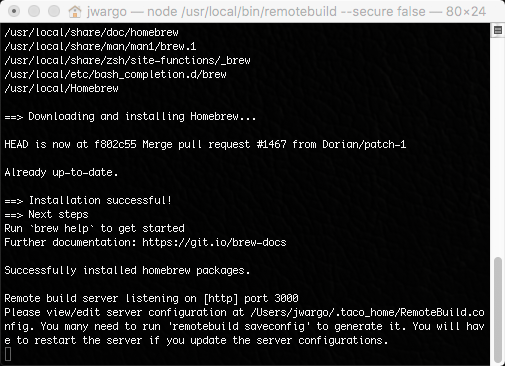 jwargo — node /usr/local/bin/remotebuild --secure false — 80×24
/usr/local/share/doc/homebrew
/usr/local/share/man/man1/brew.1
/usr/local/share/zsh/site-functions/_brew
/usr/local/etc/bash_completion.d/brew
/usr/local/Homebrew
==> Downloading and installing Homebrew...
HEAD is now at f802c55 Merge pull request #1467 from Dorian/patch-1
Already up-to-date.
==> Installation successful!
==> Next steps
Run `brew help` to get started
Further documentation: https://git.io/brew-docs
Successfully installed homebrew packages.
Remote build server listening on [http] port 3000
Please view/edit server configuration at /Users/jwargo/.taco_home/RemoteBuild.co
nfig. You many need to run 'remotebuild saveconfig' to generate it. You will hav
e to restart the server if you update the server configurations.